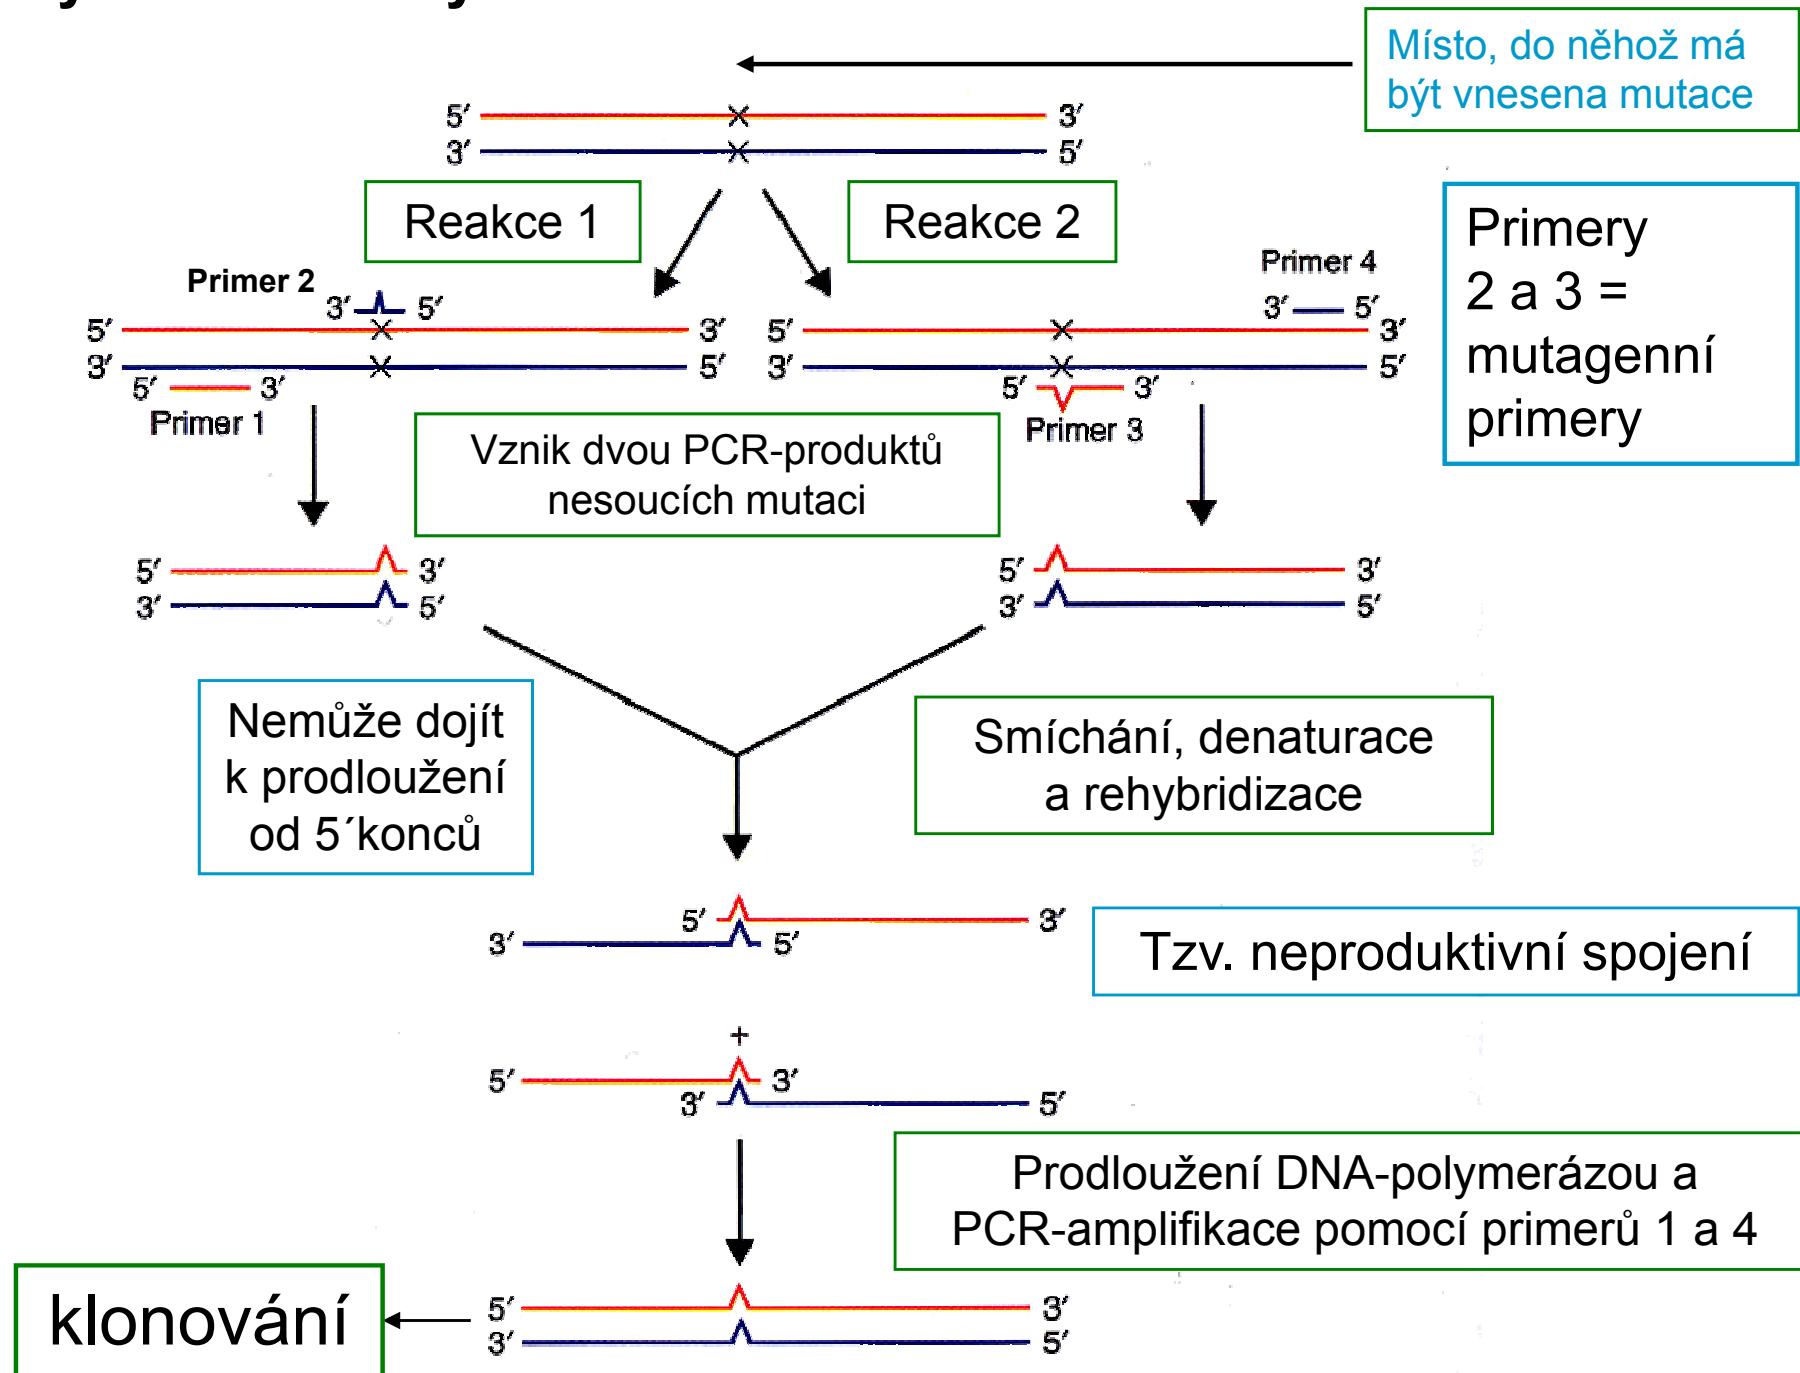 Místo, do něhož má
být vnesena mutace
5′ 3′
3′ 5′
Reakce 1
Reakce 2
Primery
2 a 3 =
mutagenní
primery
Primer 2
3′ 5′
5′ 3′
3′ 5′
5′ 3′
Primer 1
Primer 4
3′ 5′
5′ 3′
3′ 5′
5′ 3′
Primer 3
Vznik dvou PCR-produktů
nesoucích mutaci
5′ 3′
3′ 5′
5′ 3′
3′ 5′
Nemůže dojít
k prodloužení
od 5´konců
Smíchání, denaturace
a rehybridizace
5′ 3′
3′ 5′
Tzv. neproduktivní spojení
+
5′ 3′
3′ 5′
Prodloužení DNA-polymerázou a
PCR-amplifikace pomocí primerů 1 a 4
klonování
5′ 3′
3′ 5′